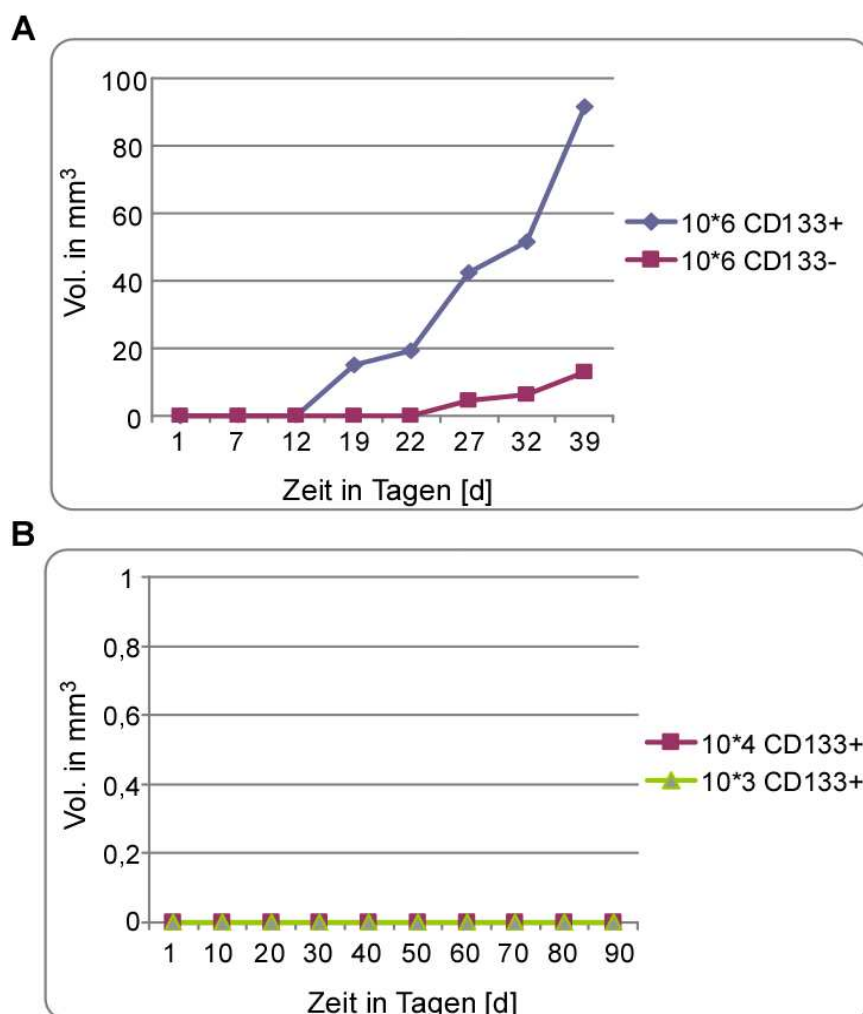 A
100
80
60
40
20
0
Vol. in mm³
1 7 12 19 22 27 32 39
Zeit in Tagen [d]
10*6 CD133+
10*6 CD133-
B
1
0,8
0,6
0,4
0,2
0
Vol. in mm³
1 10 20 30 40 50 60 70 80 90
Zeit in Tagen [d]
10*4 CD133+
10*3 CD133+